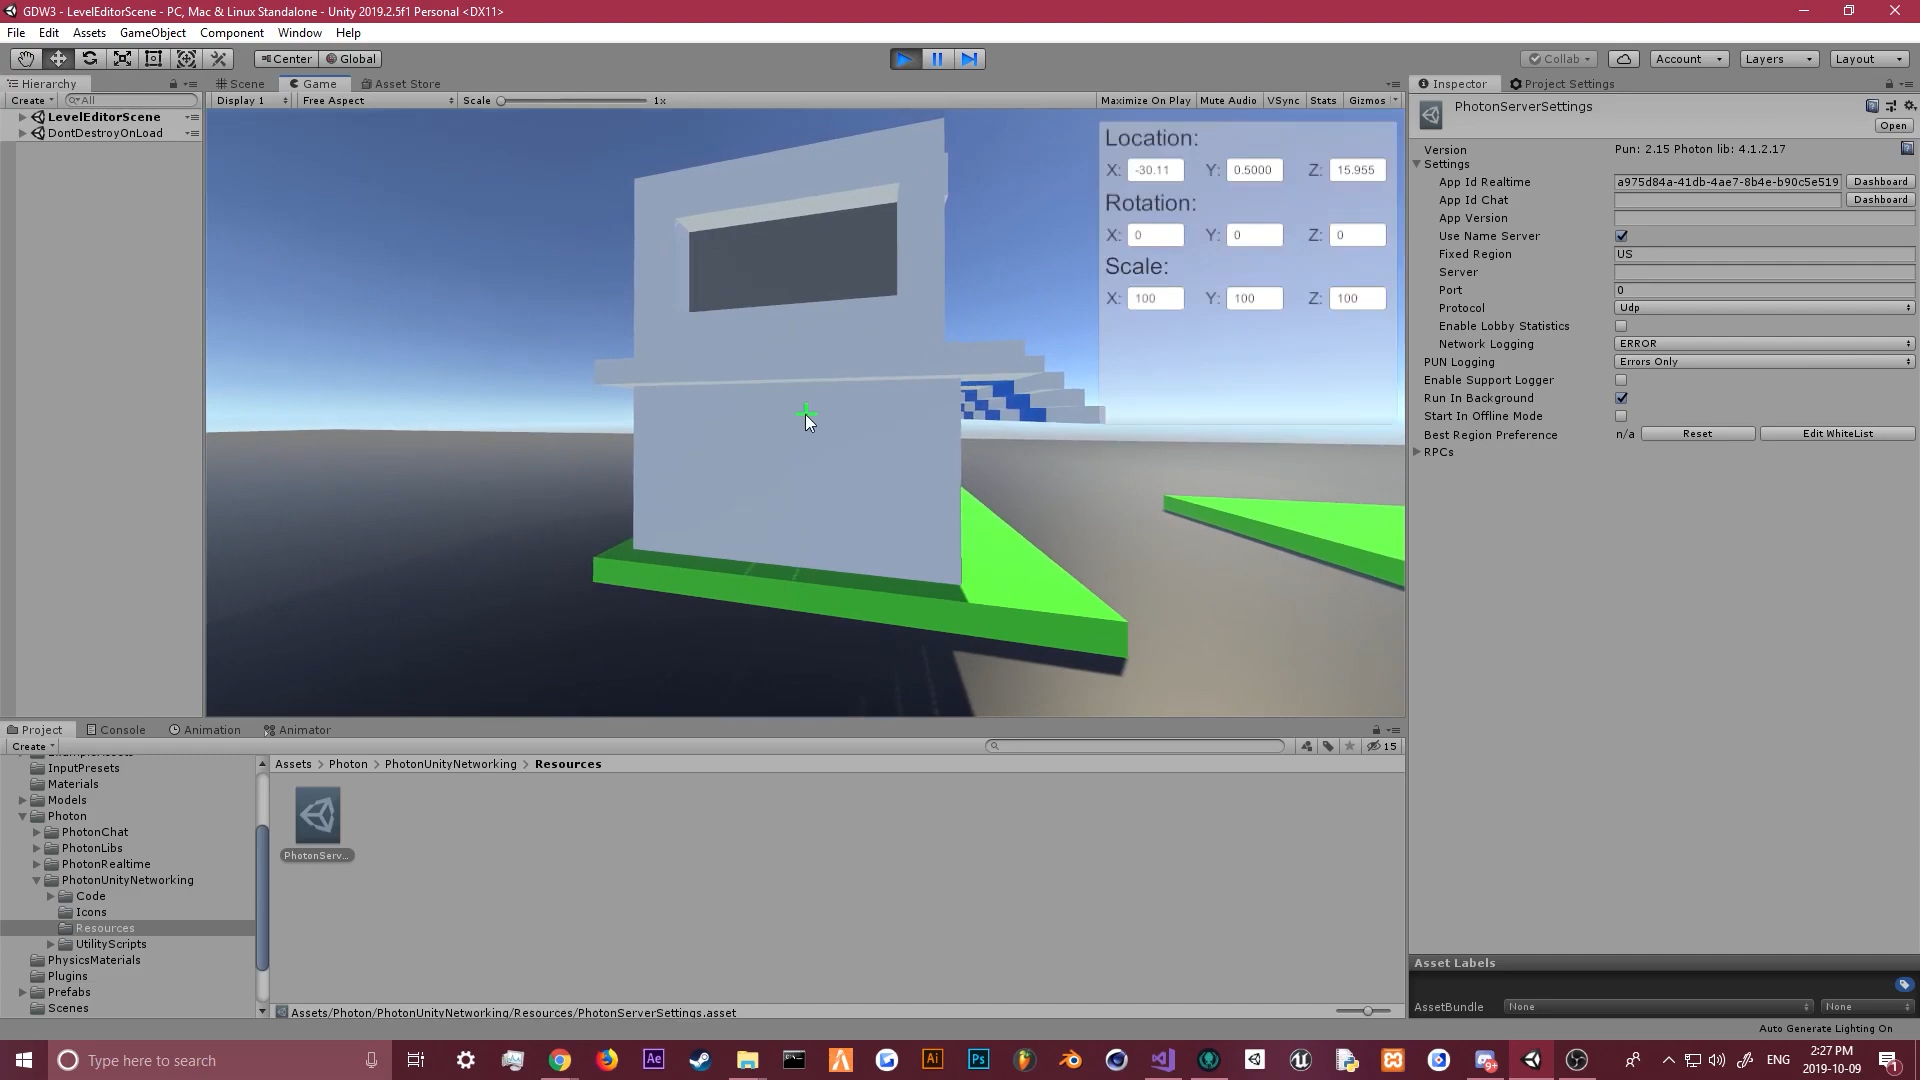 GDW3 - LevelEditorScene - PC, Mac & Linux Standalone - Unity 2019.2.5f1 Personal <DX11>
File Edit Assets GameObject Component Window Help
Center Global Collab Account Layers Layout
Hierarchy Scene Game Asset Store Inspector Project Settings
Create All Display 1 Free Aspect Scale 1x Maximize On Play Mute Audio VSync Stats Gizmos
LevelEditorScene
DontDestroyOnLoad
Location:
X: -30.11 Y: 0.5000 Z: 15.955
Rotation:
X: 0 Y: 0 Z: 0
Scale:
X: 100 Y: 100 Z: 100
PhotonServerSettings
Open
Version Pun: 2.15 Photon lib: 4.1.2.17
Settings
App Id Realtime a975d84a-41db-4ae7-8b4e-b90c5e519 Dashboard
App Id Chat Dashboard
App Version
Use Name Server
Fixed Region US
Server
Port 0
Protocol Udp
Enable Lobby Statistics
Network Logging ERROR
PUN Logging Errors Only
Enable Support Logger
Run In Background
Start In Offline Mode
Best Region Preference n/a Reset Edit WhiteList
RPCs
Project Console Animation Animator
Create 15
InputPresets
Materials
Models
Photon
PhotonChat
PhotonLibs
PhotonRealtime
PhotonUnityNetworking
Code
Icons
Resources
UtilityScripts
PhysicsMaterials
Plugins
Prefabs
Scenes
Assets > Photon > PhotonUnityNetworking > Resources
PhotonServ...
Assets/Photon/PhotonUnityNetworking/Resources/PhotonServerSettings.asset
Asset Labels
AssetBundle None None
Auto Generate Lighting On
Type here to search
Ae Ai Ps 9+
ENG
2:27 PM
2019-10-09
1